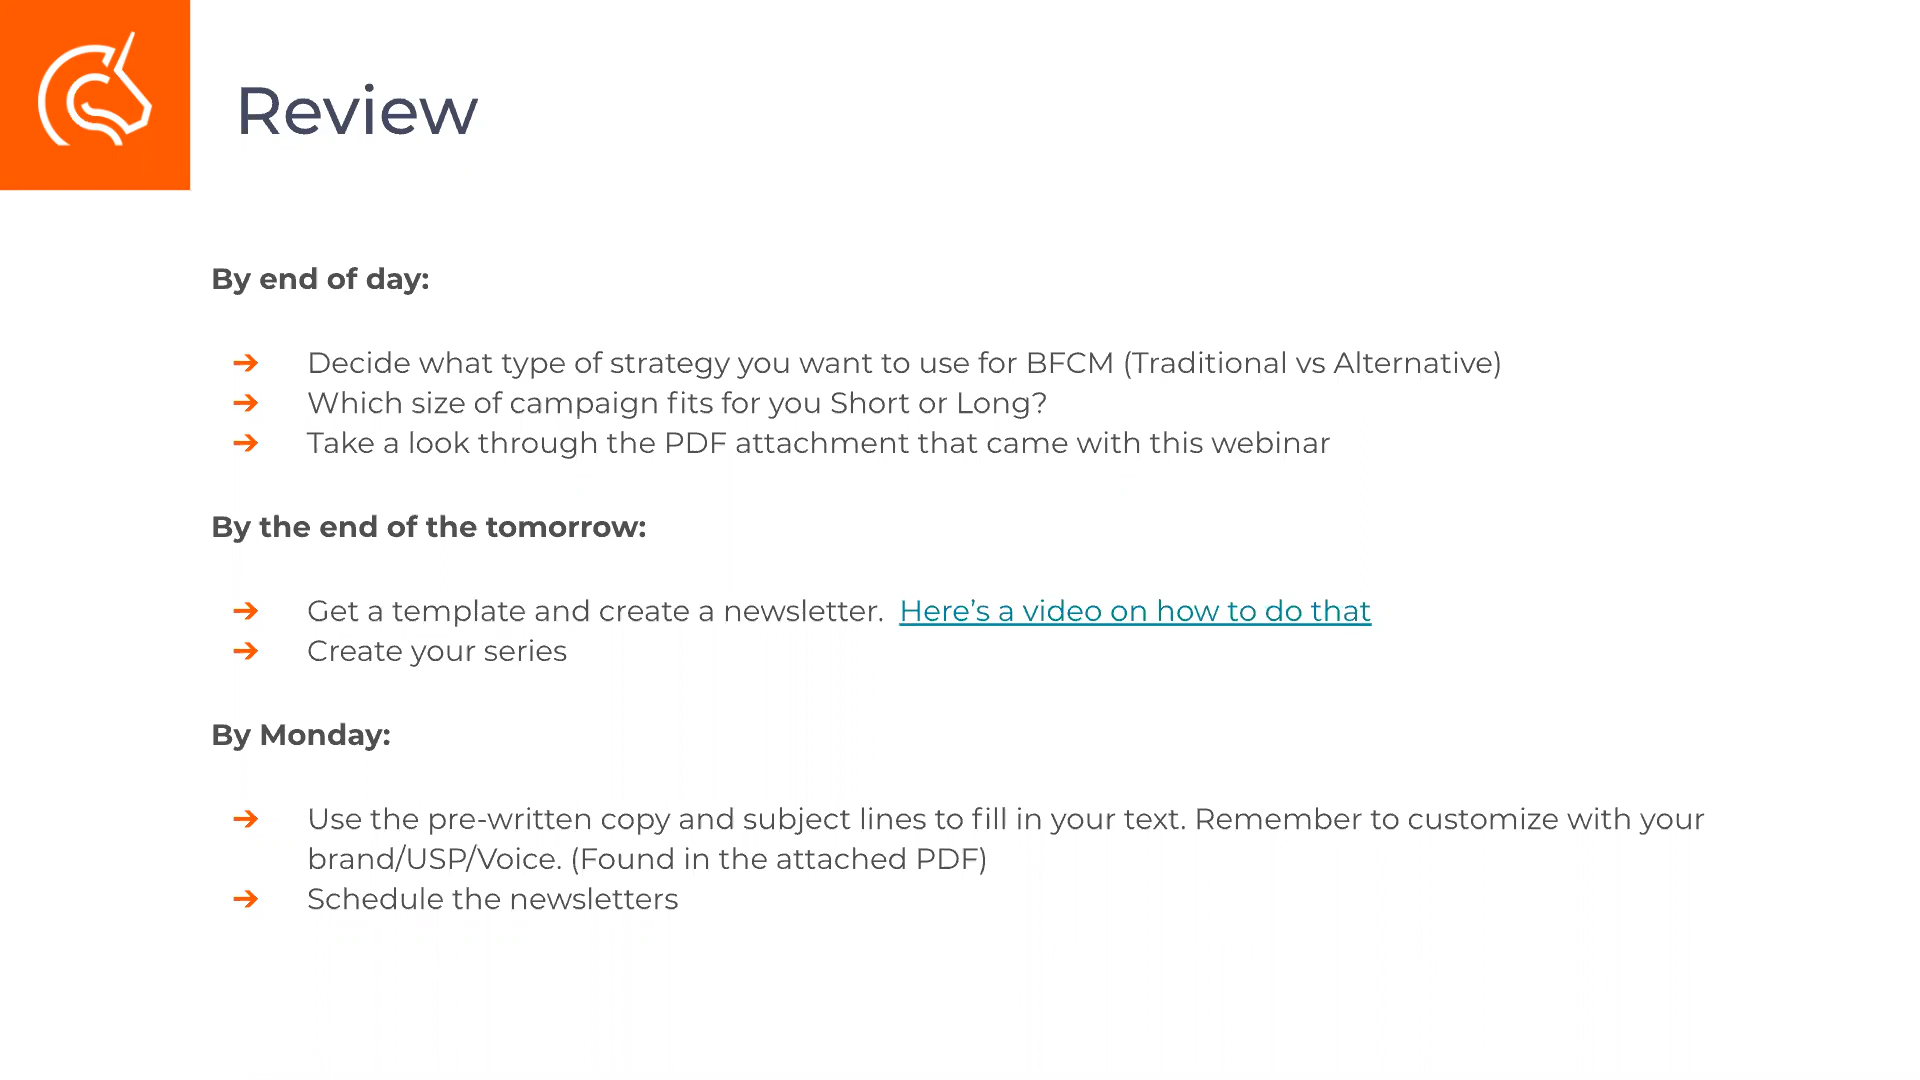 Review
By end of day:
➔ Decide what type of strategy you want to use for BFCM (Traditional vs Alternative)
➔ Which size of campaign fits for you Short or Long?
➔ Take a look through the PDF attachment that came with this webinar
By the end of the tomorrow:
➔ Get a template and create a newsletter. Here’s a video on how to do that
➔ Create your series
By Monday:
➔ Use the pre-written copy and subject lines to fill in your text. Remember to customize with your
brand/USP/Voice. (Found in the attached PDF)
➔ Schedule the newsletters